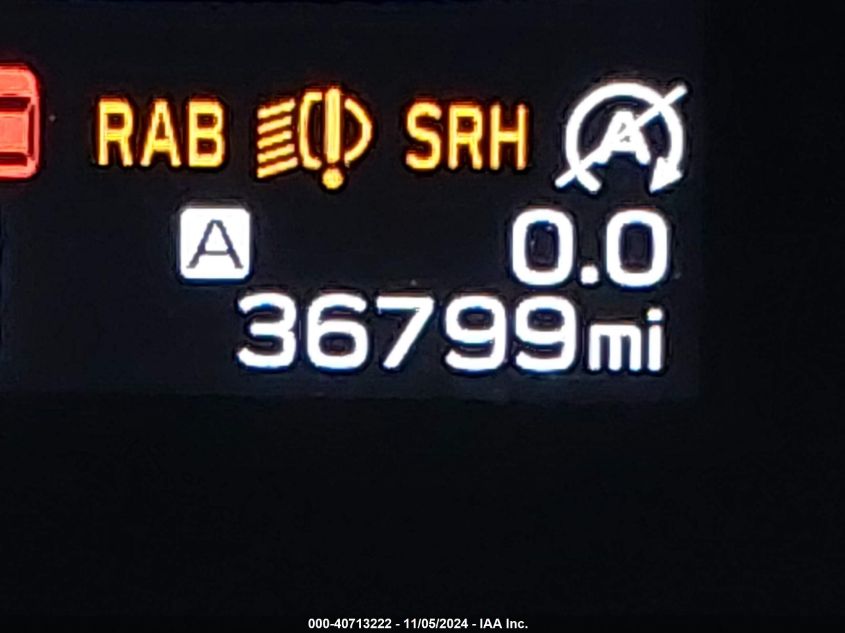 RAB SRH A
A 0.0
36799mi
000-40713222 - 11/05/2024 - IAA Inc.